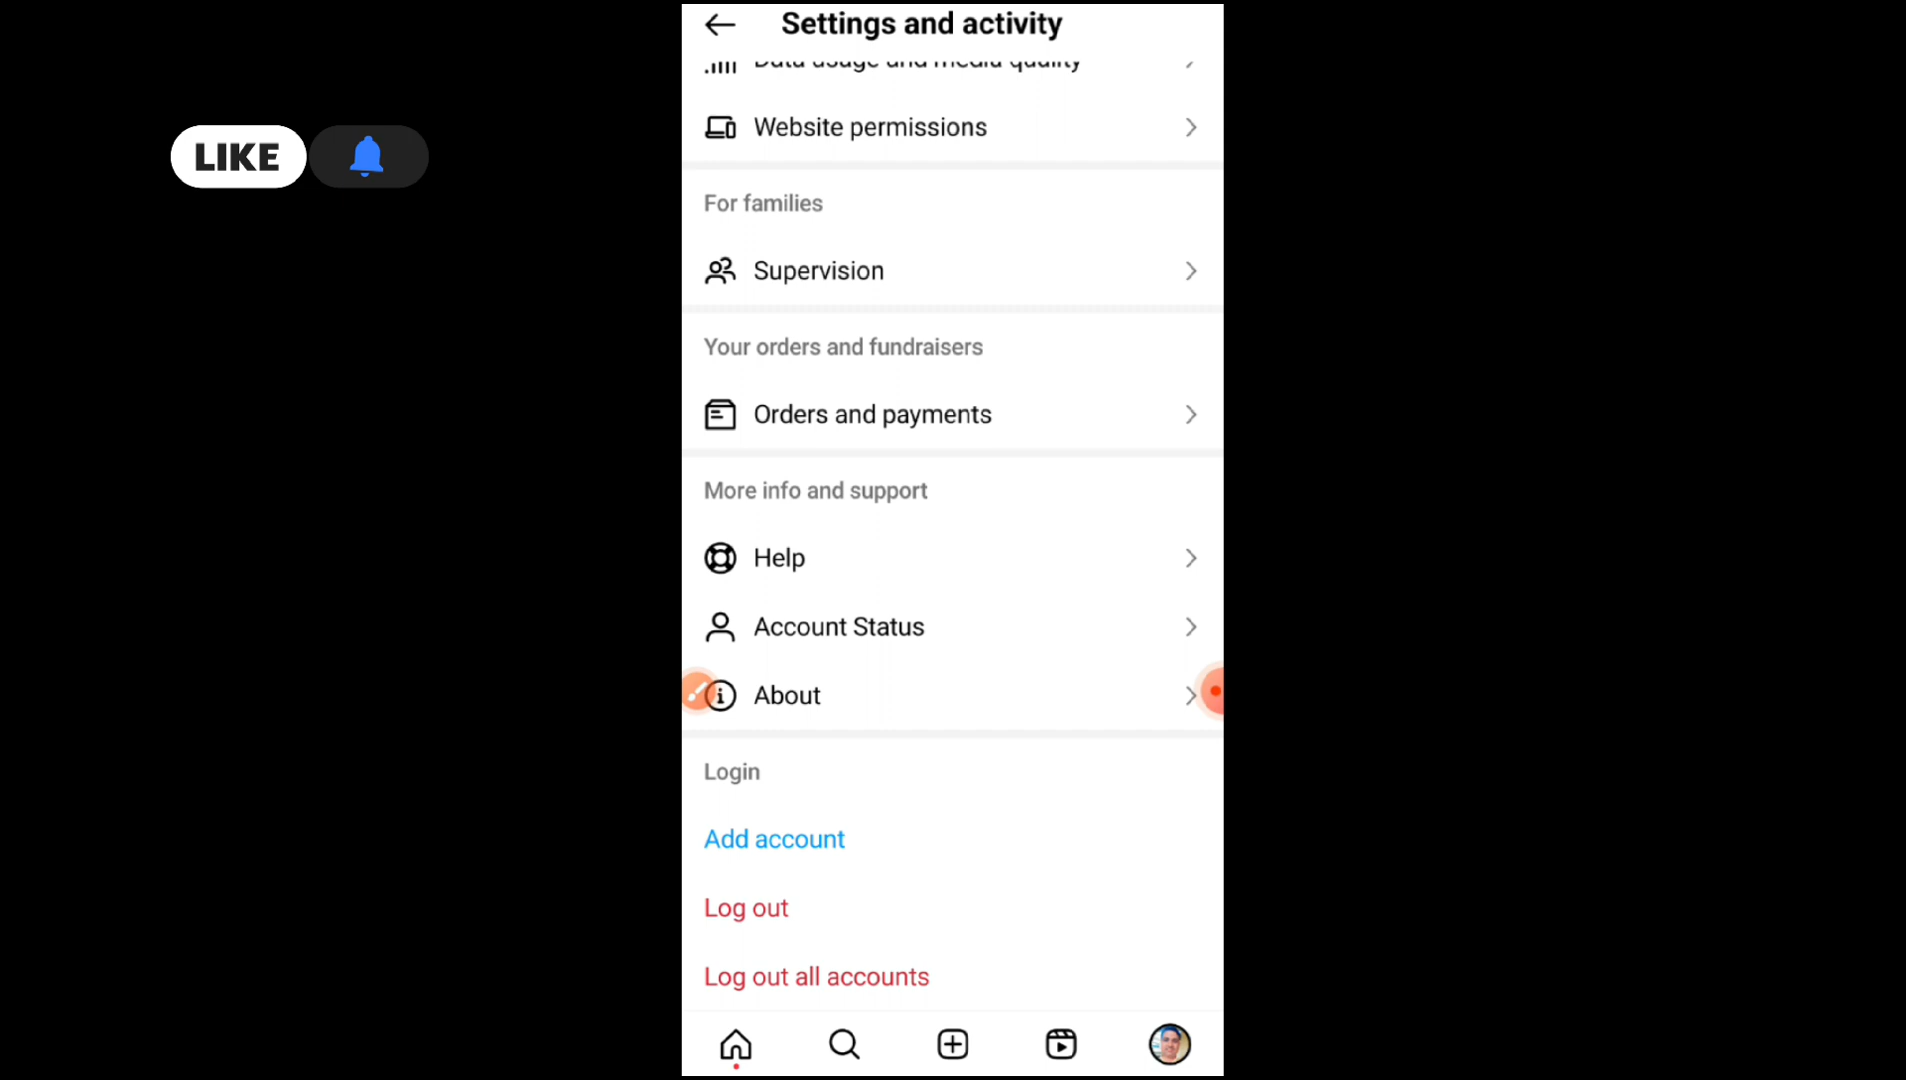 Settings and activity
Data usage and media quality
LIKE
Website permissions
For families
Supervision
Your orders and fundraisers
Orders and payments
More info and support
Help
Account Status
About
Login
Add account
Log out
Log out all accounts